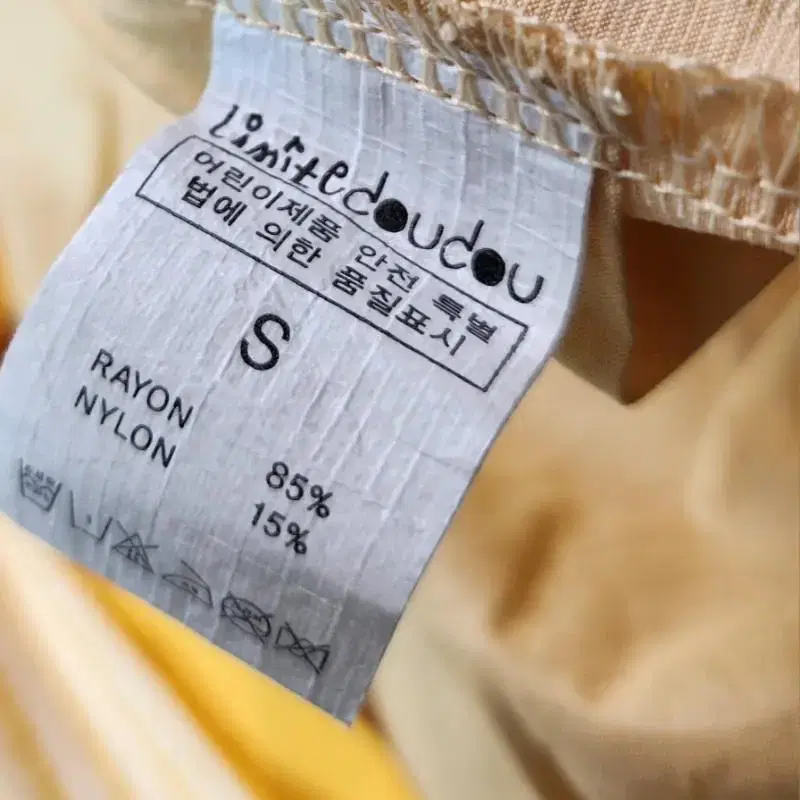 limitedoudou
어린이제품 안전 특별
법에 의한 품질표시
S
RAYON 85%
NYLON 15%